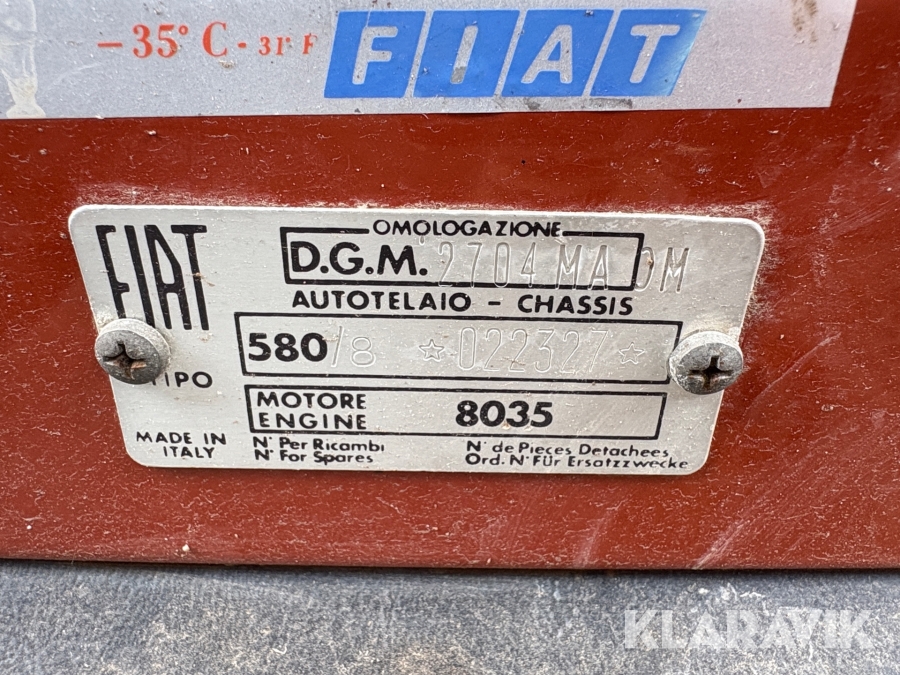 -35° C - 31° F
FIAT
FIAT
OMOLOGAZIONE
D.G.M. 2704 MA OM
AUTOTELAIO - CHASSIS
580/8 ☆ 022327 ☆
TIPO
MOTORE
ENGINE
8035
MADE IN
ITALY
N° Per Ricambi
N° For Spares
N° de Pieces Detachees
Ord. N° Für Ersatzzwecke
KLARAVIK